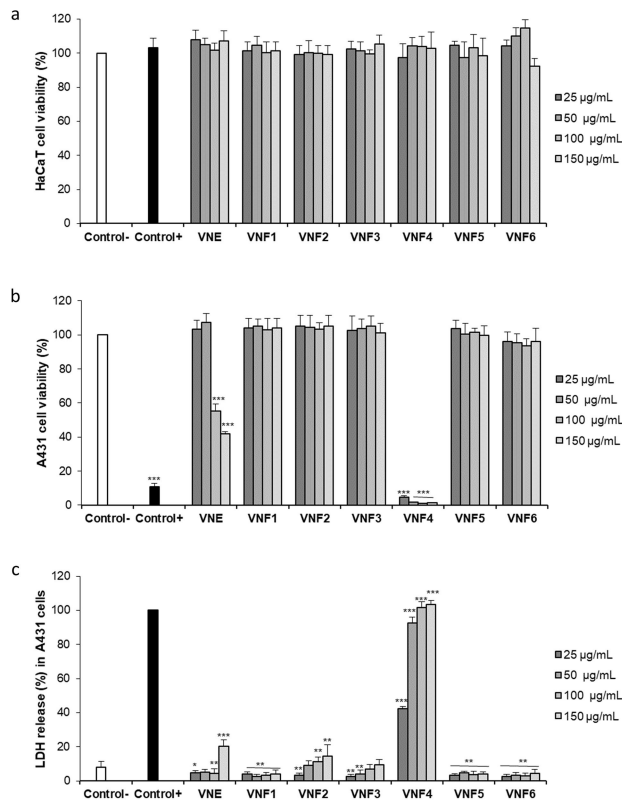 a
HaCaT cell viability (%)
120
100
80
60
40
20
0
Control- Control+ VNE VNF1 VNF2 VNF3 VNF4 VNF5 VNF6
25 µg/mL
50 µg/mL
100 µg/mL
150 µg/mL
b
A431 cell viability (%)
120
100
80
60
40
20
0
*** *** *** *** ***
Control- Control+ VNE VNF1 VNF2 VNF3 VNF4 VNF5 VNF6
25 µg/mL
50 µg/mL
100 µg/mL
150 µg/mL
c
LDH release (%) in A431 cells
120
100
80
60
40
20
0
* ** *** ** ** ** ** ** ** *** *** *** *** ** **
Control- Control+ VNE VNF1 VNF2 VNF3 VNF4 VNF5 VNF6
25 µg/mL
50 µg/mL
100 µg/mL
150 µg/mL